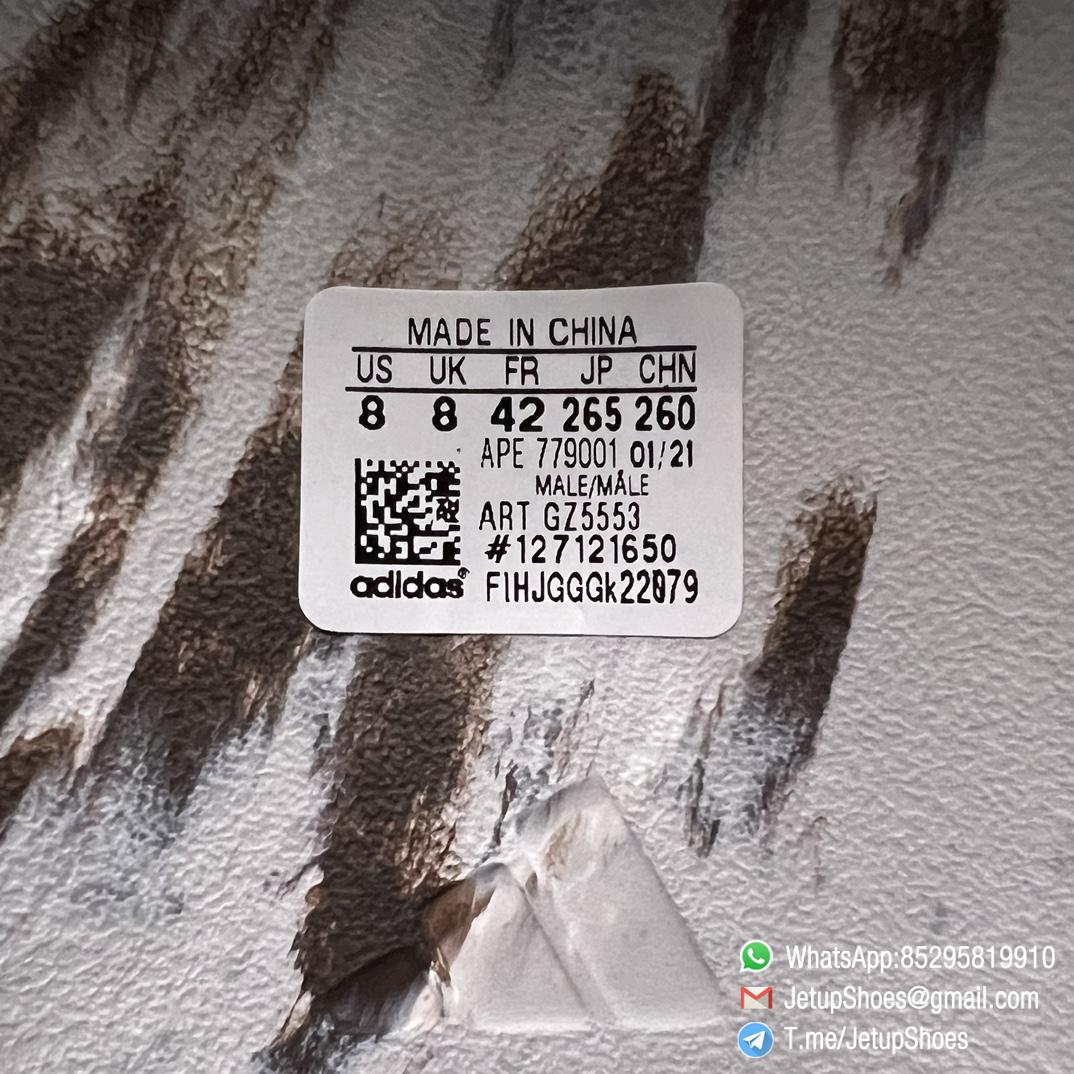 MADE IN CHINA
US UK FR JP CHN
8 8 42 265 260
APE 779001 01/21
MALE/MÂLE
ART GZ5553
#127121650
adidas® FIHJGGGk22079
WhatsApp:85295819910
JetupShoes@gmail.com
T.me/JetupShoes